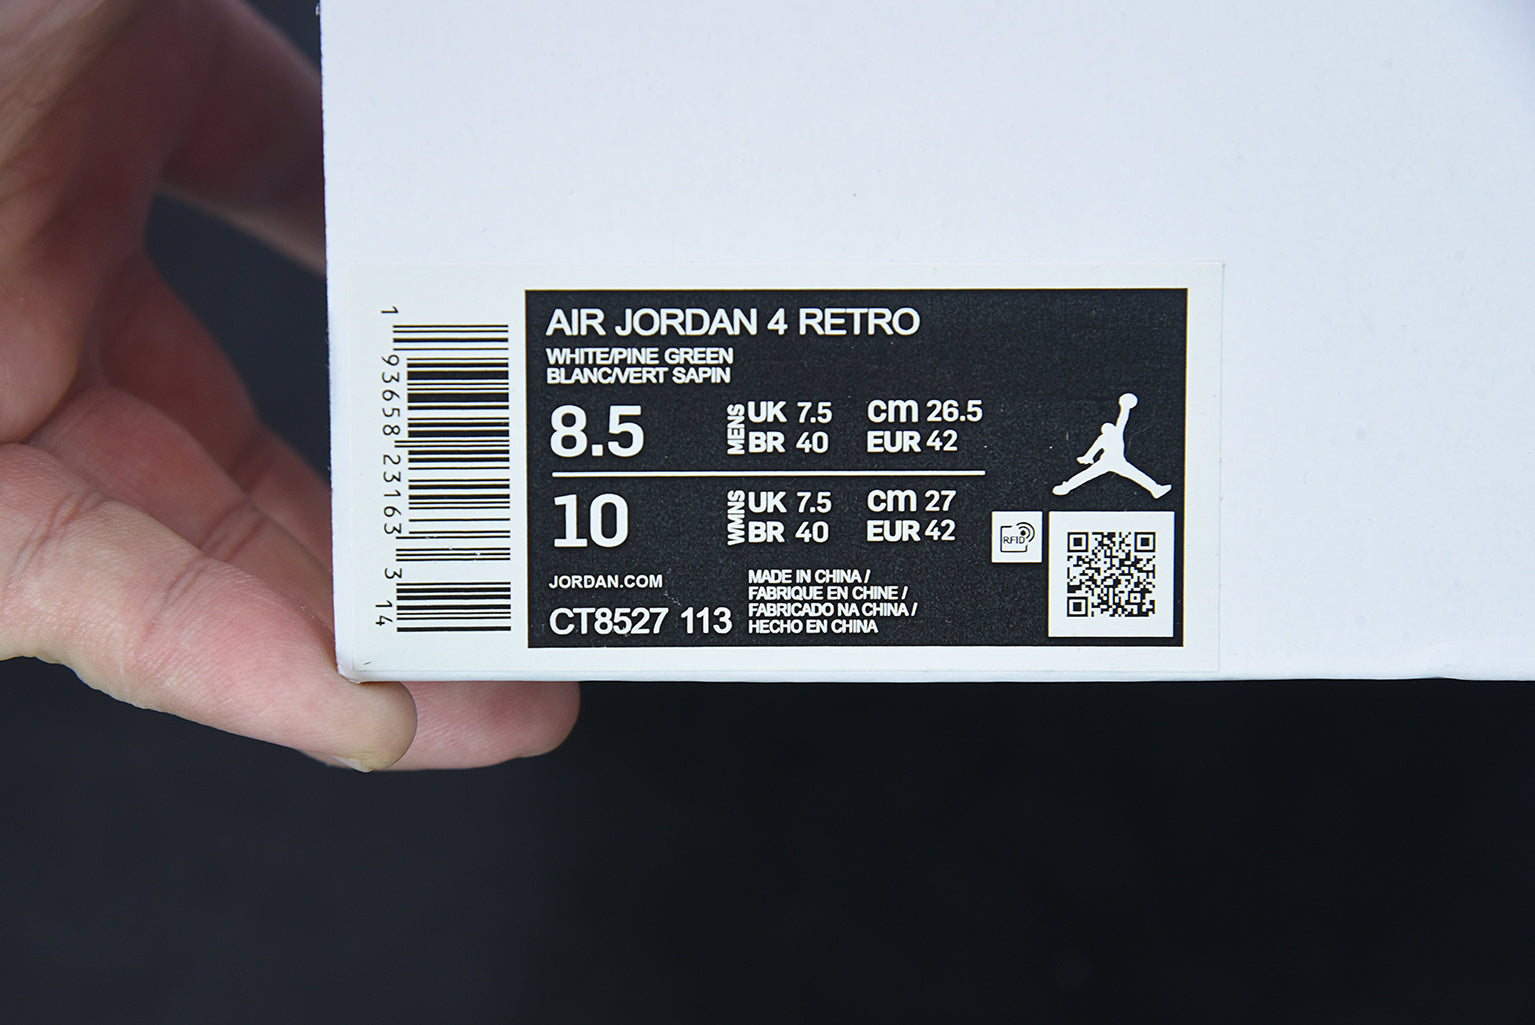 AIR JORDAN 4 RETRO
WHITE/PINE GREEN
BLANC/VERT SAPIN
8.5
MENS
UK 7.5 cm 26.5
BR 40 EUR 42
10
WMNS
UK 7.5 cm 27
BR 40 EUR 42
JORDAN.COM
CT8527 113
MADE IN CHINA /
FABRIQUE EN CHINE /
FABRICADO NA CHINA /
HECHO EN CHINA
RFID
1 93658 23163 3 14